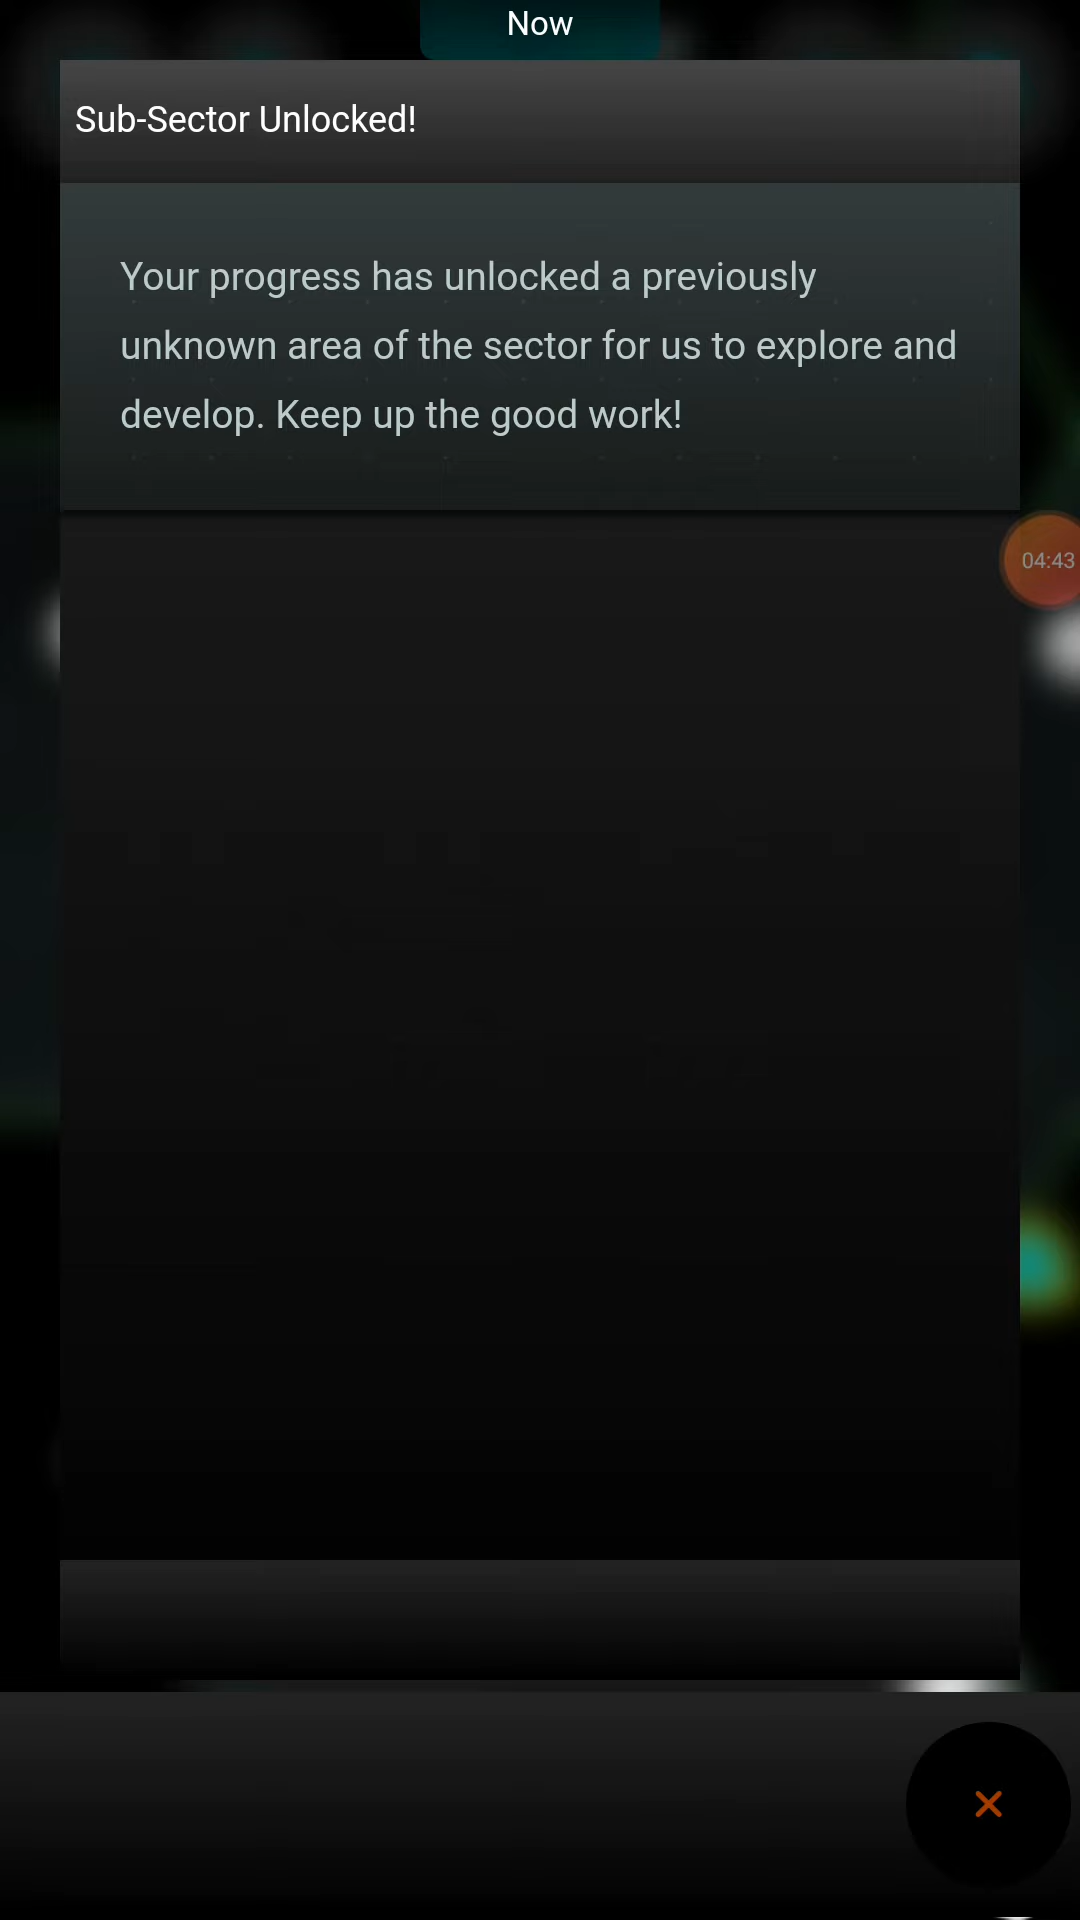 Now
Sub-Sector Unlocked!
Your progress has unlocked a previously
unknown area of the sector for us to explore and
develop. Keep up the good work!
04:43